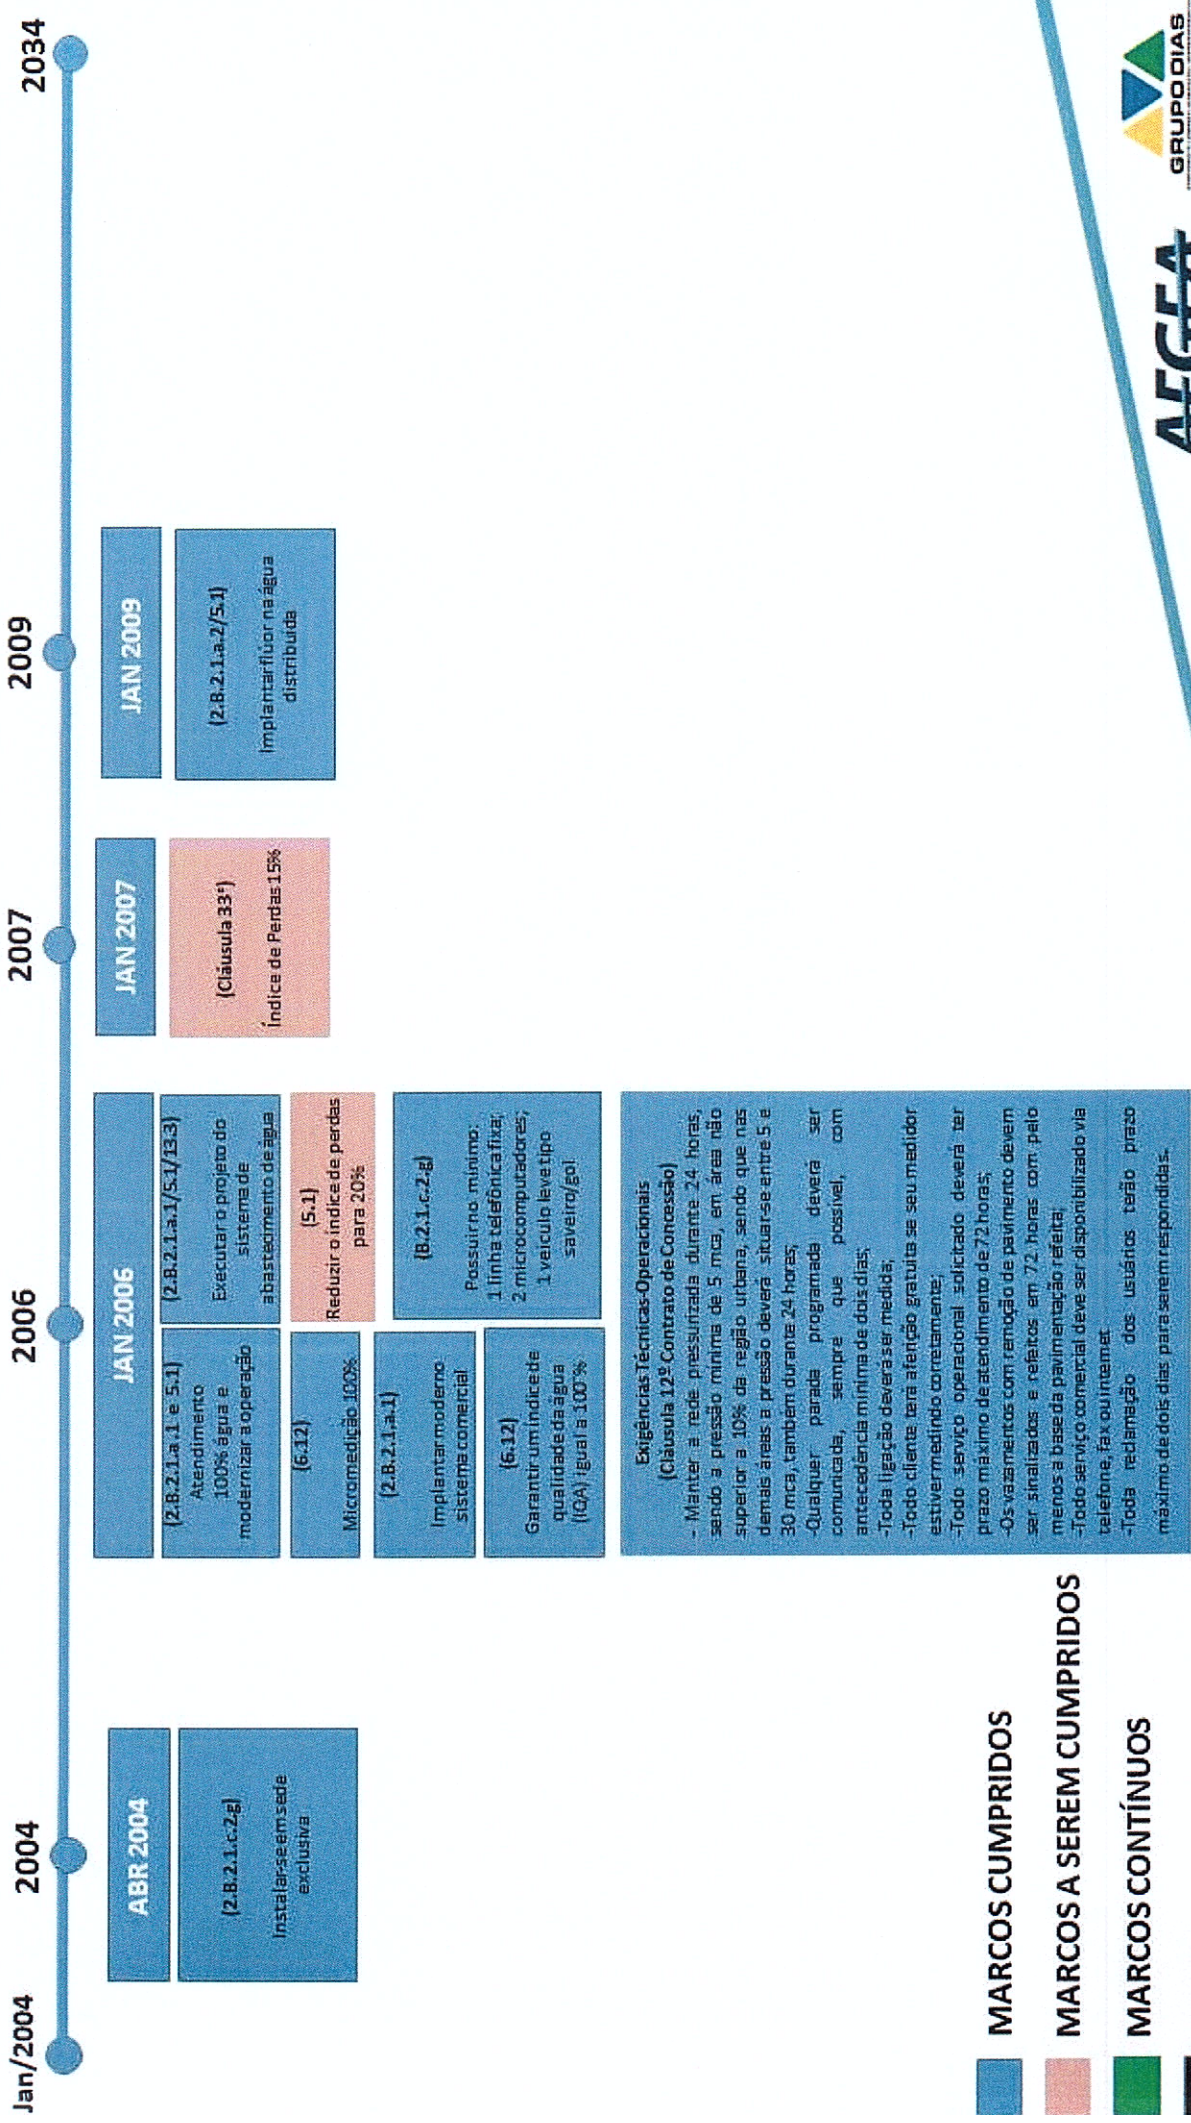 Jan/2004
2004
2006
2007
2009
2034
ABR 2004
(2.B.2.1.c.2.g)
Instalar-se em sede
exclusiva
JAN 2006
(2.B.2.1.a.1 e 5.1)
Atendimento
100% água e
modernizar a operação
(2.B.2.1.a.1/5.1/13.3)
Executar o projeto do
sistema de
abastecimento de água
(6.12)
Micromedição 100%
(5.1)
Reduzir o índice de perdas
para 20%
(2.B.2.1.a.1)
Implantar moderno
sistema comercial
(B.2.1.c.2.g)
Possuir no mínimo:
1 linha telefônica fixa;
2 microcomputadores;
1 veículo leve tipo
saveiro/gol
(6.12)
Garantir um índice de
qualidade da água
(IQA) igual a 100%
Exigências Técnicas-Operacionais
(Cláusula 12ª Contrato de Concessão)
- Manter a rede pressurizada durante 24 horas,
sendo a pressão mínima de 5 mca, em área não
superior a 10% da região urbana, sendo que nas
demais áreas a pressão deverá situar-se entre 5 e
30 mca, também durante 24 horas;
-Qualquer parada programada deverá ser
comunicada, sempre que possível, com
antecedência mínima de dois dias;
-Toda ligação deverá ser medida;
-Todo cliente terá aferição gratuita se seu medidor
estiver medindo corretamente;
-Todo serviço operacional solicitado deverá ter
prazo máximo de atendimento de 72 horas;
-Os vazamentos com remoção de pavimento devem
ser sinalizados e refeitos em 72 horas com pelo
menos a base da pavimentação refeita;
-Todo serviço comercial deve ser disponibilizado via
telefone, fax ou internet
-Toda reclamação dos usuários terão prazo
máximo de dois dias para serem respondidas.
JAN 2007
(Cláusula 33ª)
Índice de Perdas 15%
JAN 2009
(2.B.2.1.a.2/5.1)
Implantar flúor na água
distribuída
MARCOS CUMPRIDOS
MARCOS A SEREM CUMPRIDOS
MARCOS CONTÍNUOS
AEGEA
GRUPO DIAS